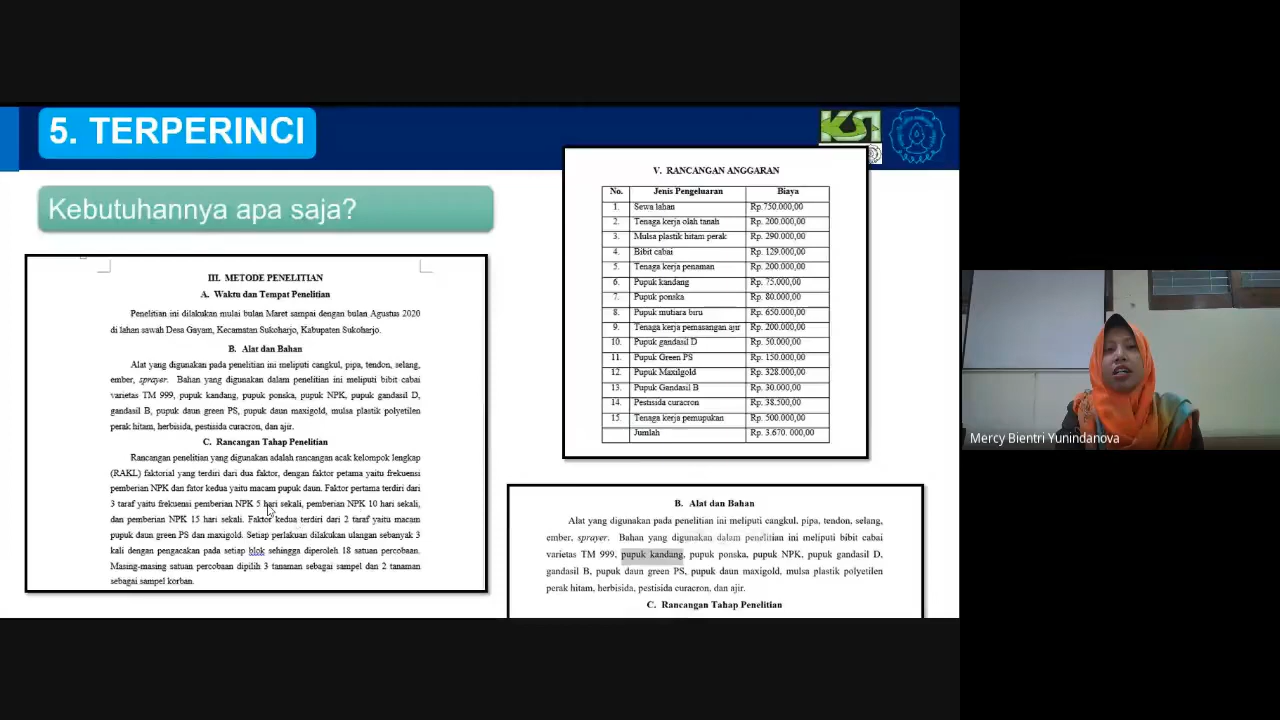 5. TERPERINCI
Kebutuhannya apa saja?
III. METODE PENELITIAN
A. Waktu dan Tempat Penelitian
Penelitian ini dilakukan mulai bulan Maret sampai dengan bulan Agustus 2020
di lahan sawah Desa Gayam, Kecamatan Sukoharjo, Kabupaten Sukoharjo.
B. Alat dan Bahan
Alat yang digunakan pada penelitian ini meliputi cangkul, pipa, tendon, selang,
ember, sprayer. Bahan yang digunakan dalam penelitian ini meliputi bibit cabai
varietas TM 999, pupuk kandang, pupuk ponska, pupuk NPK, pupuk gandasil D,
gandasil B, pupuk daun green PS, pupuk daun maxigold, mulsa plastik polyetilen
perak hitam, herbisida, pestisida curacron, dan ajir.
C. Rancangan Tahap Penelitian
Rancangan penelitian yang digunakan adalah rancangan acak kelompok lengkap
(RAKL) faktorial yang terdiri dari dua faktor, dengan faktor petama yaitu frekuensi
pemberian NPK dan fator kedua yaitu macam pupuk daun. Faktor pertama terdiri dari
3 taraf yaitu frekuensi pemberian NPK 5 hari sekali, pemberian NPK 10 hari sekali,
dan pemberian NPK 15 hari sekali. Faktor kedua terdiri dari 2 taraf yaitu macam
pupuk daun green PS dan maxigold. Setiap perlakuan dilakukan ulangan sebanyak 3
kali dengan pengacakan pada setiap blok sehingga diperoleh 18 satuan percobaan.
Masing-masing satuan percobaan dipilih 3 tanaman sebagai sampel dan 2 tanaman
sebagai sampel korban.
V. RANCANGAN ANGGARAN
No. Jenis Pengeluaran Biaya
1. Sewa lahan Rp.750.000,00
2. Tenaga kerja olah tanah Rp. 200.000,00
3. Mulsa plastik hitam perak Rp. 290.000,00
4. Bibit cabai Rp. 129.000,00
5. Tenaga kerja penaman Rp. 200.000,00
6. Pupuk kandang Rp. 75.000,00
7. Pupuk ponska Rp. 80.000,00
8. Pupuk mutiara biru Rp. 650.000,00
9. Tenaga kerja pemasangan ajir Rp. 200.000,00
10. Pupuk gandasil D Rp. 50.000,00
11. Pupuk Green PS Rp. 150.000,00
12. Pupuk Maxilgold Rp. 328.000,00
13. Pupuk Gandasil B Rp. 30.000,00
14. Pestisida curacron Rp. 38.500,00
15. Tenaga kerja pemupukan Rp. 500.000,00
Jumlah Rp. 3.670. 000,00
B. Alat dan Bahan
Alat yang digunakan pada penelitian ini meliputi cangkul, pipa, tendon, selang,
ember, sprayer. Bahan yang digunakan dalam penelitian ini meliputi bibit cabai
varietas TM 999, pupuk kandang, pupuk ponska, pupuk NPK, pupuk gandasil D,
gandasil B, pupuk daun green PS, pupuk daun maxigold, mulsa plastik polyetilen
perak hitam, herbisida, pestisida curacron, dan ajir.
C. Rancangan Tahap Penelitian
Mercy Bientri Yunindanova